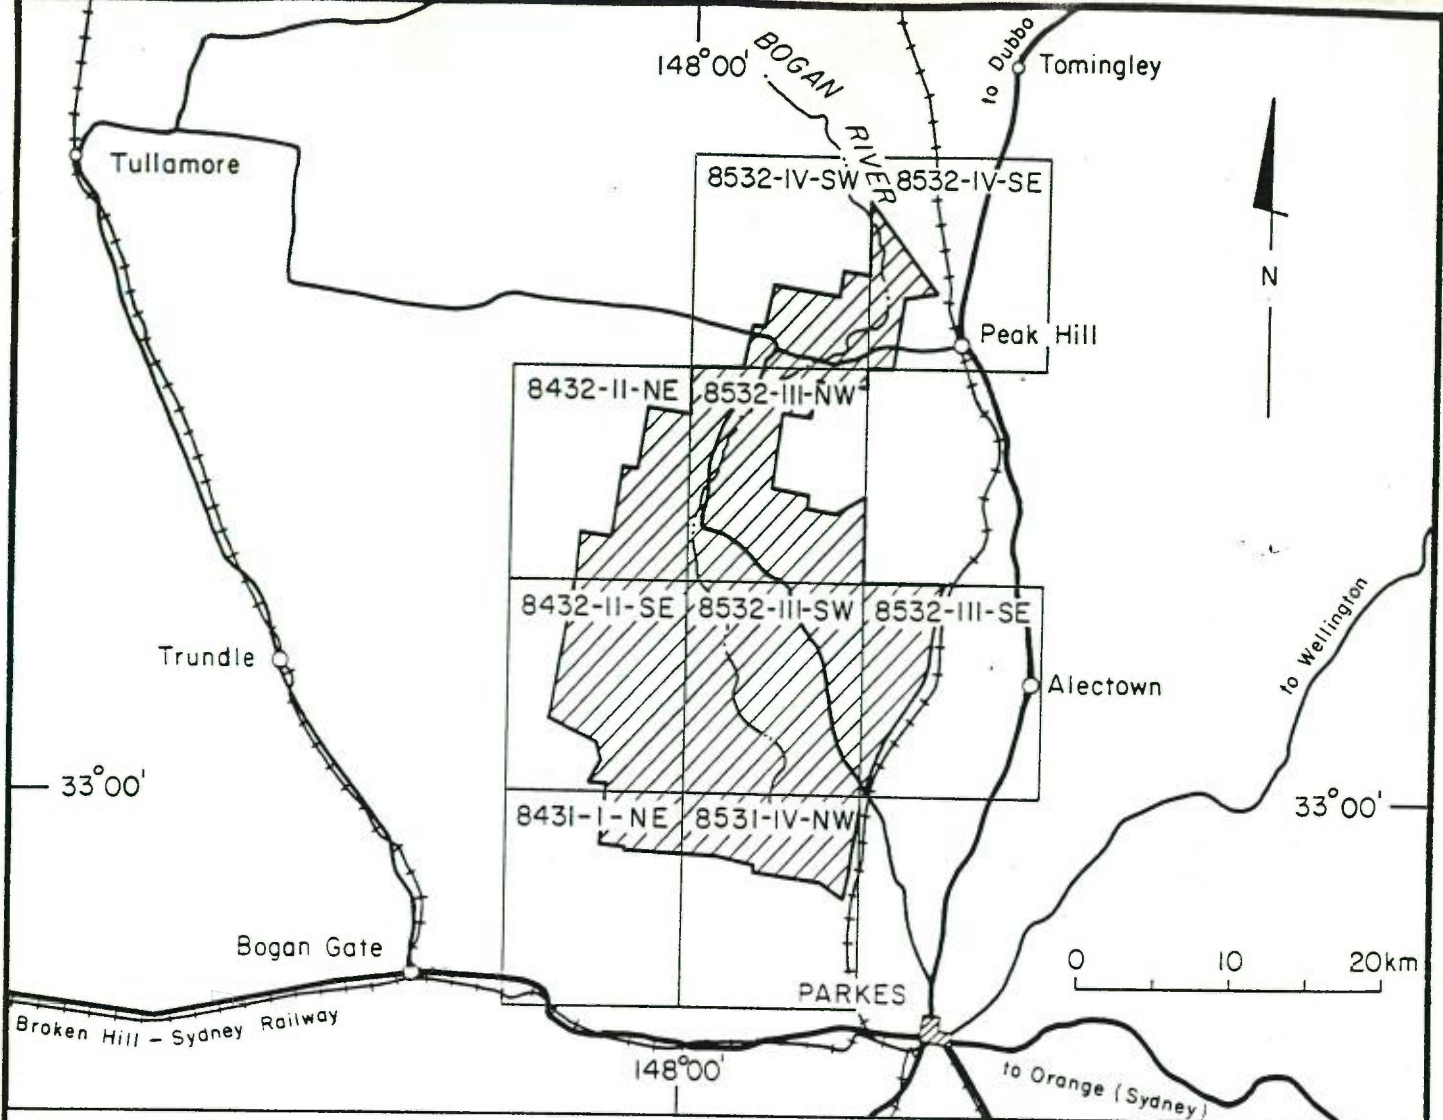 to Dubbo
148°00'
BOGAN
RIVER
Tomingley
Tullamore
8532-IV-SW
8532-IV-SE
N
Peak Hill
8432-II-NE
8532-III-NW
8432-II-SE
8532-III-SW
8532-III-SE
Trundle
Alectown
to Wellington
33°00'
33°00'
8431-I-NE
8531-IV-NW
Bogan Gate
0 10 20km
PARKES
Broken Hill – Sydney Railway
148°00'
to Orange (Sydney)